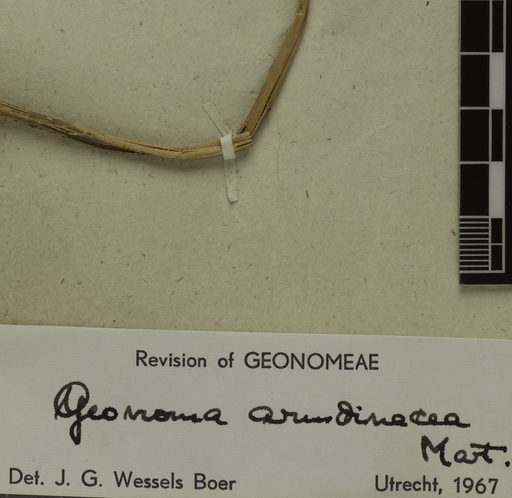 Revision of GEONOMEAE
Geonoma arundinacea
Mart.
Det. J. G. Wessels Boer Utrecht, 1967